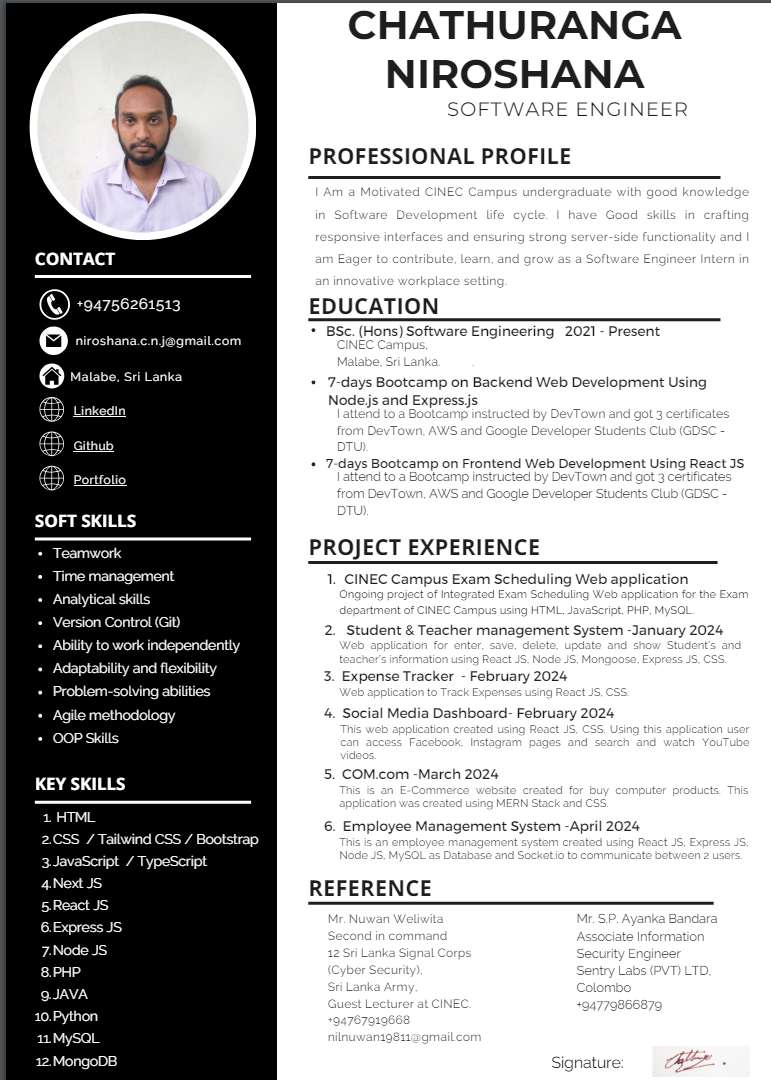 CHATHURANGA
NIROSHANA
SOFTWARE ENGINEER
CONTACT
+94756261513
niroshana.c.n.j@gmail.com
Malabe, Sri Lanka
LinkedIn
Github
Portfolio
SOFT SKILLS
• Teamwork
• Time management
• Analytical skills
• Version Control (Git)
• Ability to work independently
• Adaptability and flexibility
• Problem-solving abilities
• Agile methodology
• OOP Skills
KEY SKILLS
1. HTML
2. CSS / Tailwind CSS / Bootstrap
3. JavaScript / TypeScript
4. Next JS
5. React JS
6. Express JS
7. Node JS
8. PHP
9. JAVA
10. Python
11. MySQL
12. MongoDB
PROFESSIONAL PROFILE
I Am a Motivated CINEC Campus undergraduate with good knowledge
in Software Development life cycle. I have Good skills in crafting
responsive interfaces and ensuring strong server-side functionality and I
am Eager to contribute, learn, and grow as a Software Engineer Intern in
an innovative workplace setting.
EDUCATION
• BSc. (Hons) Software Engineering 2021 - Present
CINEC Campus,
Malabe, Sri Lanka. .
• 7-days Bootcamp on Backend Web Development Using
Node.js and Express.js
I attend to a Bootcamp instructed by DevTown and got 3 certificates
from DevTown, AWS and Google Developer Students Club (GDSC -
DTU).
• 7-days Bootcamp on Frontend Web Development Using React JS
I attend to a Bootcamp instructed by DevTown and got 3 certificates
from DevTown, AWS and Google Developer Students Club (GDSC -
DTU).
PROJECT EXPERIENCE
1. CINEC Campus Exam Scheduling Web application
Ongoing project of Integrated Exam Scheduling Web application for the Exam
department of CINEC Campus using HTML, JavaScript, PHP, MySQL.
2. Student & Teacher management System -January 2024
Web application for enter, save, delete, update and show Student's and
teacher's information using React JS, Node JS, Mongoose, Express JS, CSS.
3. Expense Tracker - February 2024
Web application to Track Expenses using React JS, CSS.
4. Social Media Dashboard- February 2024
This web application created using React JS, CSS. Using this application user
can access Facebook, Instagram pages and search and watch YouTube
videos.
5. COM.com -March 2024
This is an E-Commerce website created for buy computer products. This
application was created using MERN Stack and CSS.
6. Employee Management System -April 2024
This is an employee management system created using React JS, Express JS,
Node JS, MySQL as Database and Socket.io to communicate between 2 users.
REFERENCE
Mr. Nuwan Weliwita
Second in command
12 Sri Lanka Signal Corps
(Cyber Security),
Sri Lanka Army,
Guest Lecturer at CINEC.
+94767919668
nilnuwan19811@gmail.com
Mr. S.P. Ayanka Bandara
Associate Information
Security Engineer
Sentry Labs (PVT) LTD,
Colombo
+94779866879
Signature: